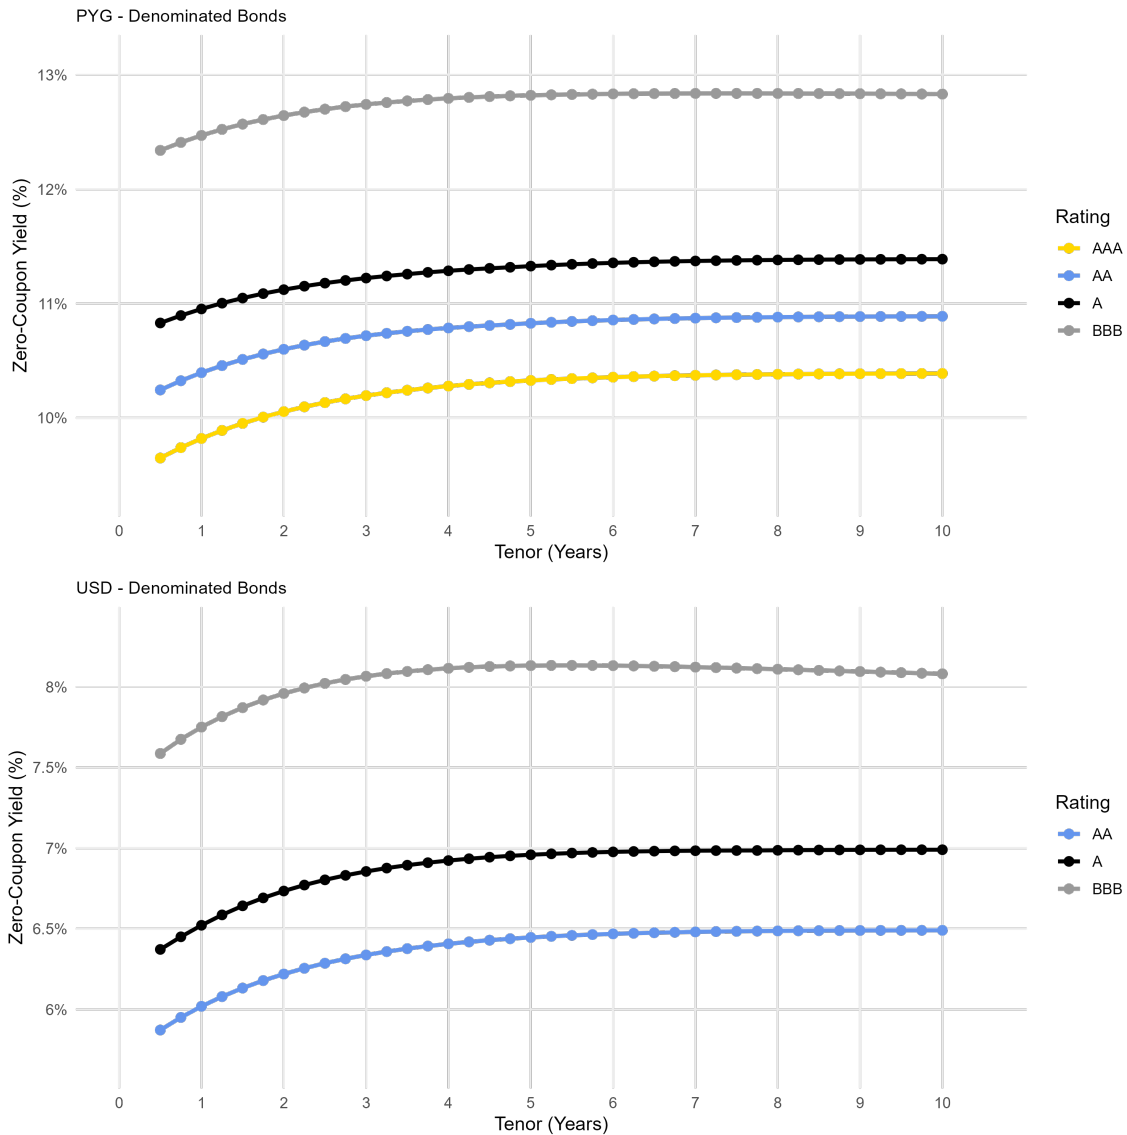 PYG - Denominated Bonds
13%
12%
11%
10%
Zero-Coupon Yield (%)
0 1 2 3 4 5 6 7 8 9 10
Tenor (Years)
Rating
AAA
AA
A
BBB
USD - Denominated Bonds
8%
7.5%
7%
6.5%
6%
Zero-Coupon Yield (%)
0 1 2 3 4 5 6 7 8 9 10
Tenor (Years)
Rating
AA
A
BBB